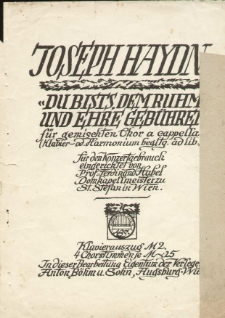 JOSEPH HAYDN
«DU BIST'S DEM RUHM
UND EHRE GEBÜHREN
für gemischten Chor a cappella
(Klavier- od. Harmonium begltg. ad lib.
Für den Konzertgebrauch
eingerichtet von
Prof. Ferdinand Habel
Domkapellmeister zu
St. Stefan in Wien.
Klavierauszug M 2.
4 Chorstimmen je M -.25
In dieser Bearbeitung Eigentum der Verleger
Anton Böhm u. Sohn, Augsburg-Wi